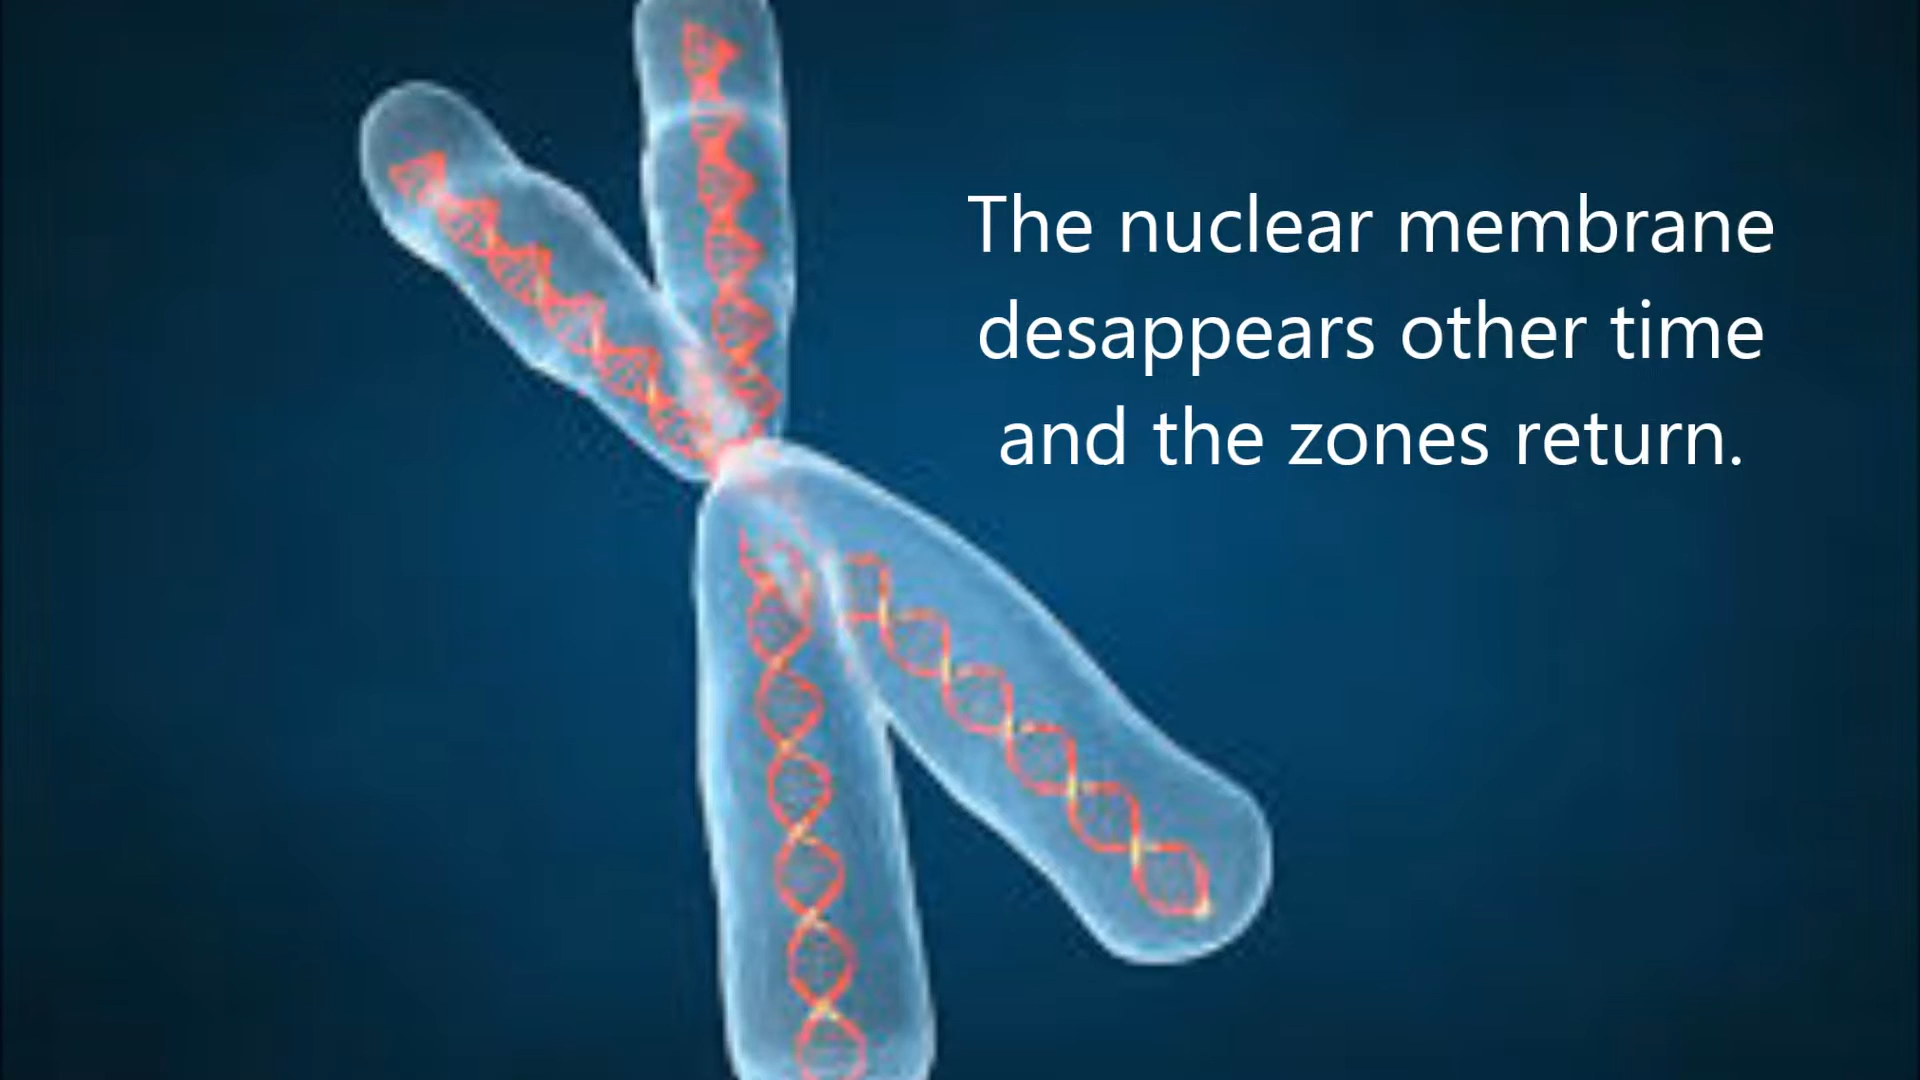 The nuclear membrane
desappears other time
and the zones return.